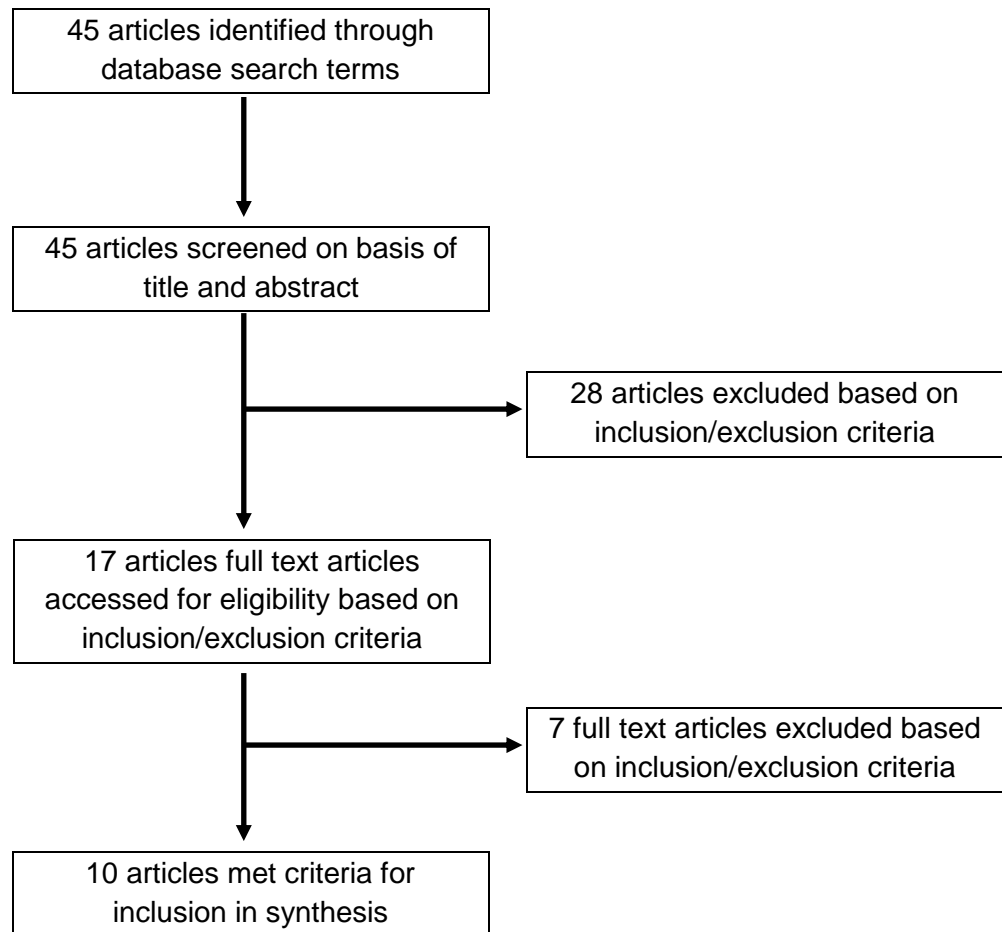 45 articles identified through
database search terms
45 articles screened on basis of
title and abstract
28 articles excluded based on
inclusion/exclusion criteria
17 articles full text articles
accessed for eligibility based on
inclusion/exclusion criteria
7 full text articles excluded based
on inclusion/exclusion criteria
10 articles met criteria for
inclusion in synthesis